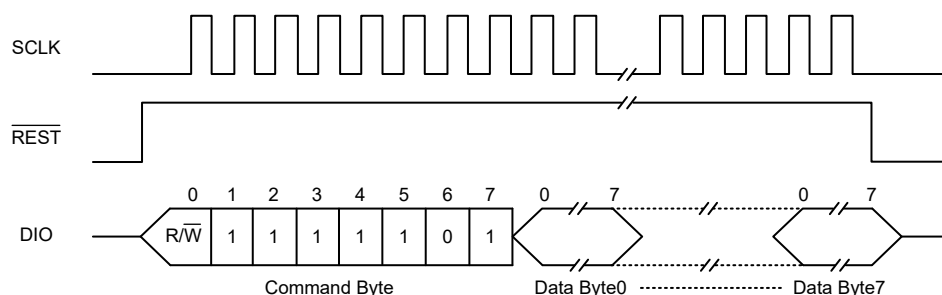 SCLK
R̅E̅S̅T̅
0 1 2 3 4 5 6 7 0 7 0 7
DIO R/W̅ 1 1 1 1 1 0 1
Command Byte Data Byte0 Data Byte7